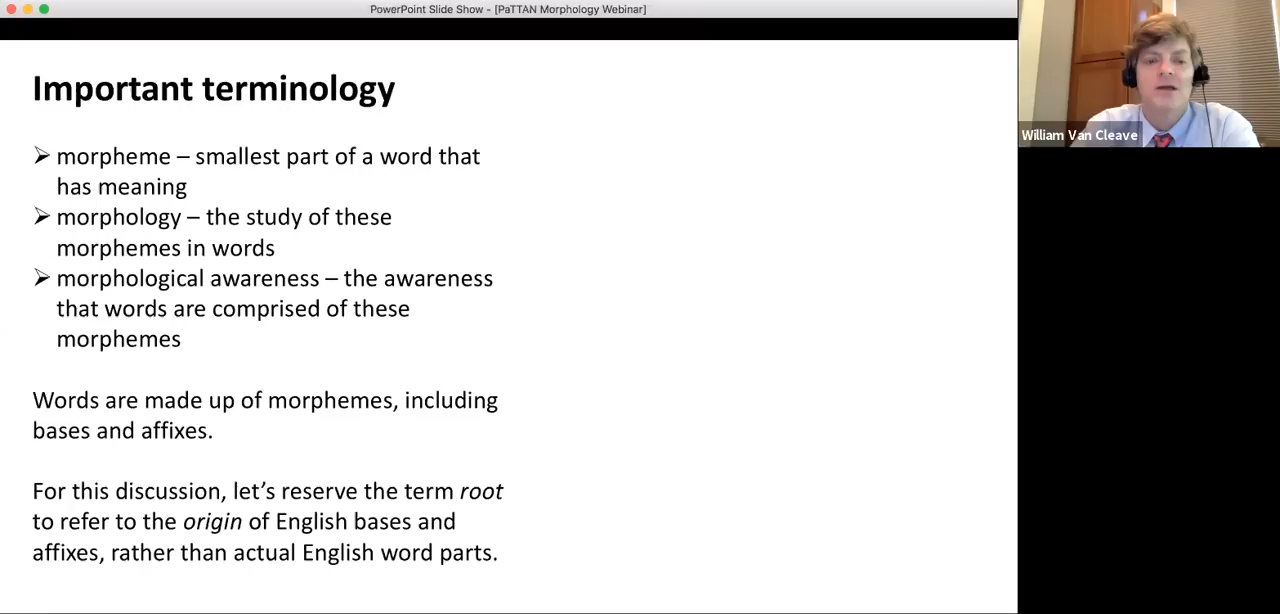 PowerPoint Slide Show - [PaTTAN Morphology Webinar]
Important terminology
➢ morpheme – smallest part of a word that
has meaning
➢ morphology – the study of these
morphemes in words
➢ morphological awareness – the awareness
that words are comprised of these
morphemes
Words are made up of morphemes, including
bases and affixes.
For this discussion, let’s reserve the term root
to refer to the origin of English bases and
affixes, rather than actual English word parts.
William Van Cleave